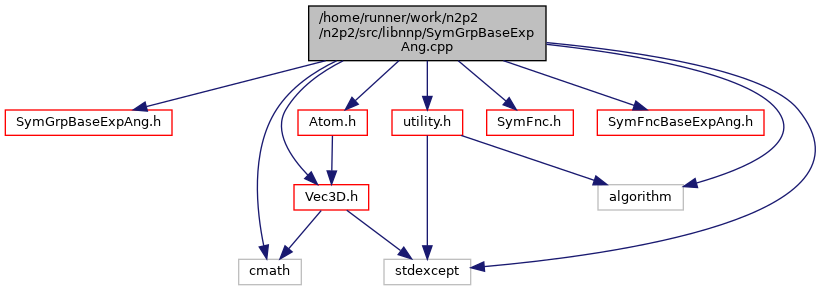 /home/runner/work/n2p2
/n2p2/src/libnnp/SymGrpBaseExp
Ang.cpp
SymGrpBaseExpAng.h
Atom.h
utility.h
SymFnc.h
SymFncBaseExpAng.h
Vec3D.h
algorithm
cmath
stdexcept